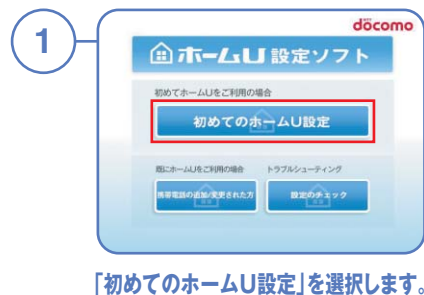 1
döcomo
ホームU 設定ソフト
初めてホームUをご利用の場合
初めてのホームU設定
既にホームUをご利用の場合 トラブルシューティング
携帯電話の追加/変更された方 設定のチェック
「初めてのホームU設定」を選択します。